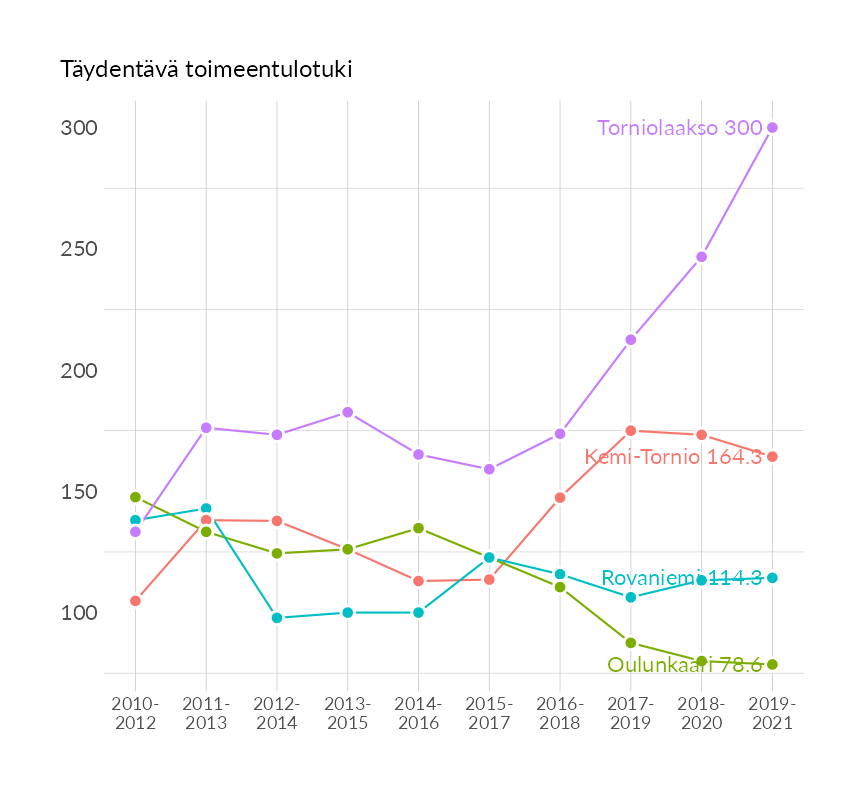 Täydentävä toimeentulotuki
300
250
200
150
100
Torniolaakso 300
Kemi-Tornio 164.3
Rovaniemi 114.3
Oulunkaari 78.6
2010- 2011- 2012- 2013- 2014- 2015- 2016- 2017- 2018- 2019-
2012 2013 2014 2015 2016 2017 2018 2019 2020 2021